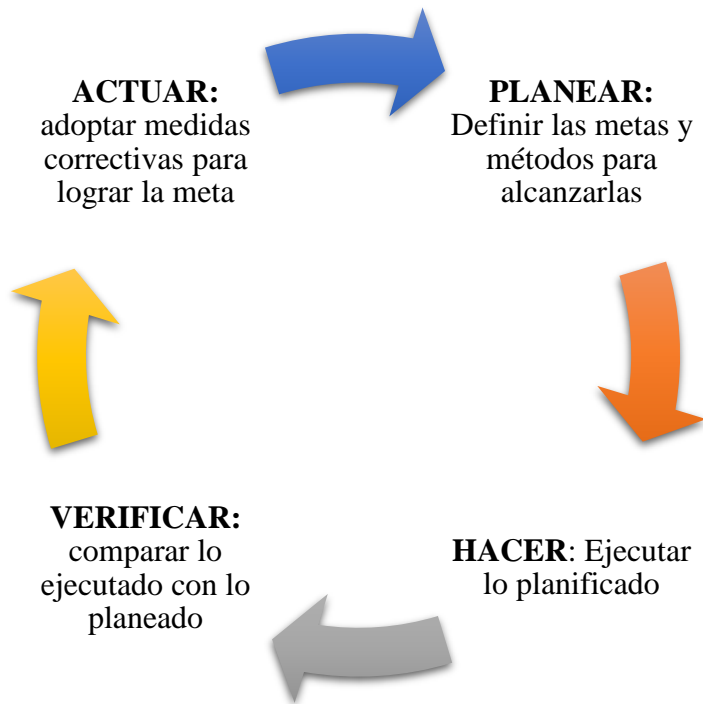 ACTUAR:
adoptar medidas
correctivas para
lograr la meta
PLANEAR:
Definir las metas y
métodos para
alcanzarlas
HACER: Ejecutar
lo planificado
VERIFICAR:
comparar lo
ejecutado con lo
planeado